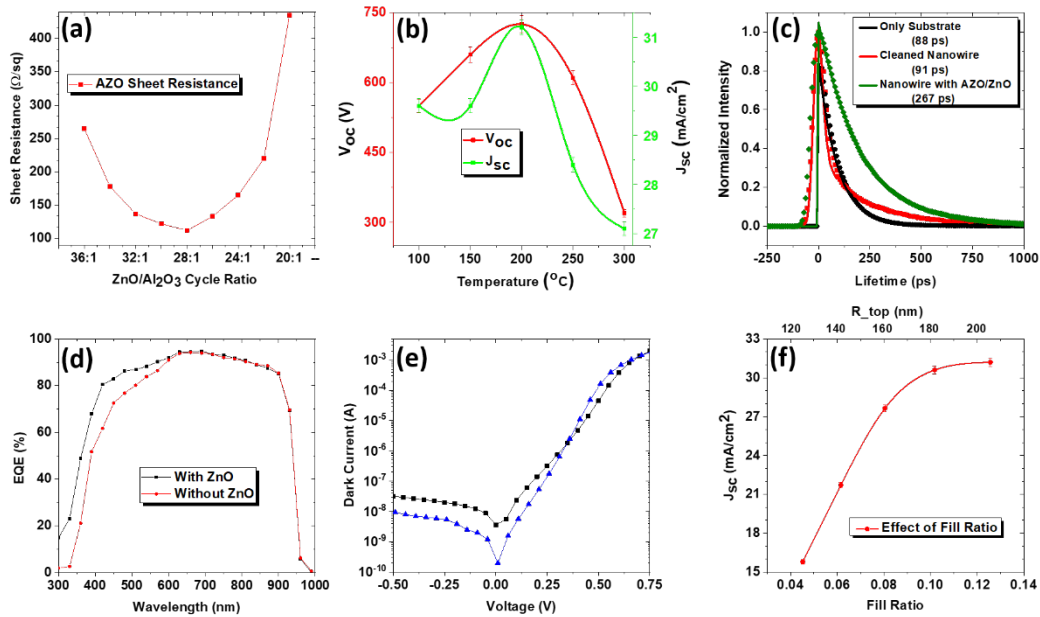 (a)
400
350
300
250
200
150
100
Sheet Resistance (Ω/sq)
AZO Sheet Resistance
36:1 32:1 28:1 24:1 20:1 --
ZnO/Al2O3 Cycle Ratio
(b)
750
600
450
300
VOC (V)
VOC
JSC
31
30
29
28
27
JSC (mA/cm2)
100 150 200 250 300
Temperature (OC)
(c)
1.0
0.8
0.6
0.4
0.2
0.0
Normalized Intensity
Only Substrate
(88 ps)
Cleaned Nanowire
(91 ps)
Nanowire with AZO/ZnO
(267 ps)
-250 0 250 500 750 1000
Lifetime (ps)
(d)
100
80
60
40
20
0
EQE (%)
With ZnO
Without ZnO
300 400 500 600 700 800 900 1000
Wavelength (nm)
(e)
10-3
10-4
10-5
10-6
10-7
10-8
10-9
10-10
Dark Current (A)
-0.50 -0.25 0.00 0.25 0.50 0.75
Voltage (V)
R_top (nm)
120 140 160 180 200
(f)
33
30
27
24
21
18
15
JSC (mA/cm2)
Effect of Fill Ratio
0.04 0.06 0.08 0.10 0.12 0.14
Fill Ratio